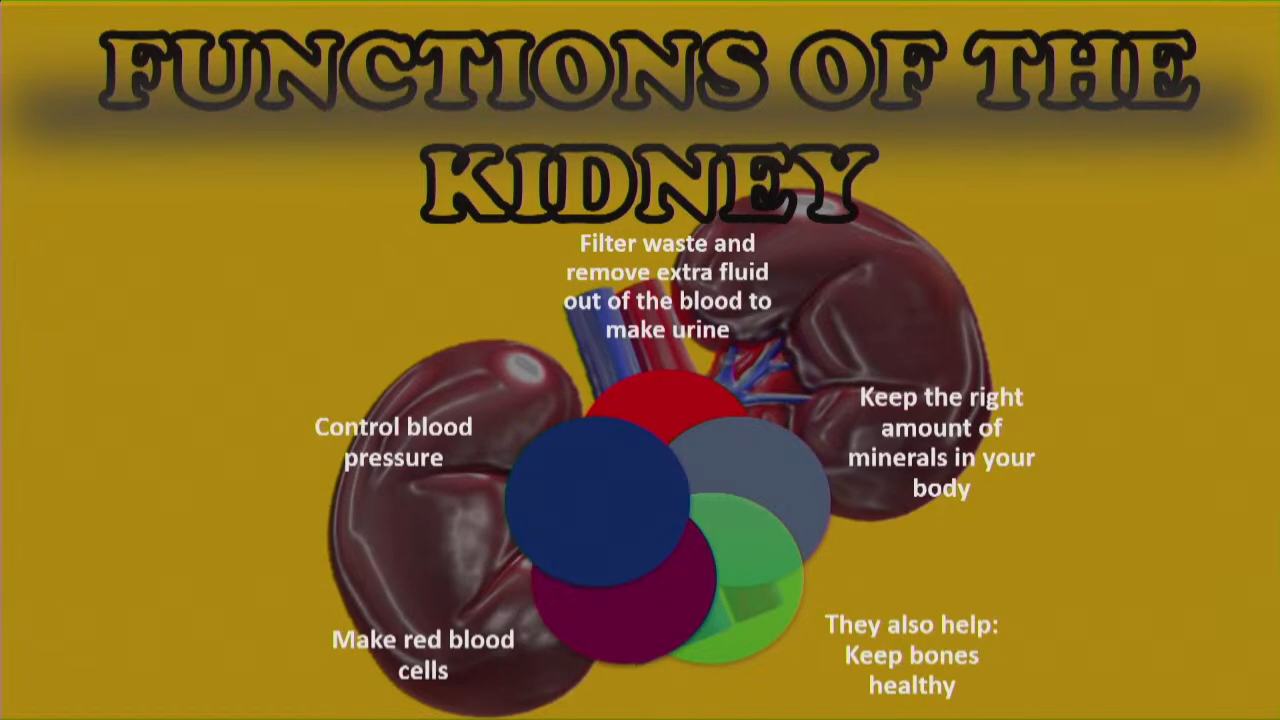 FUNCTIONS OF THE
KIDNEY
Filter waste and
remove extra fluid
out of the blood to
make urine
Keep the right
amount of
minerals in your
body
They also help:
Keep bones
healthy
Make red blood
cells
Control blood
pressure